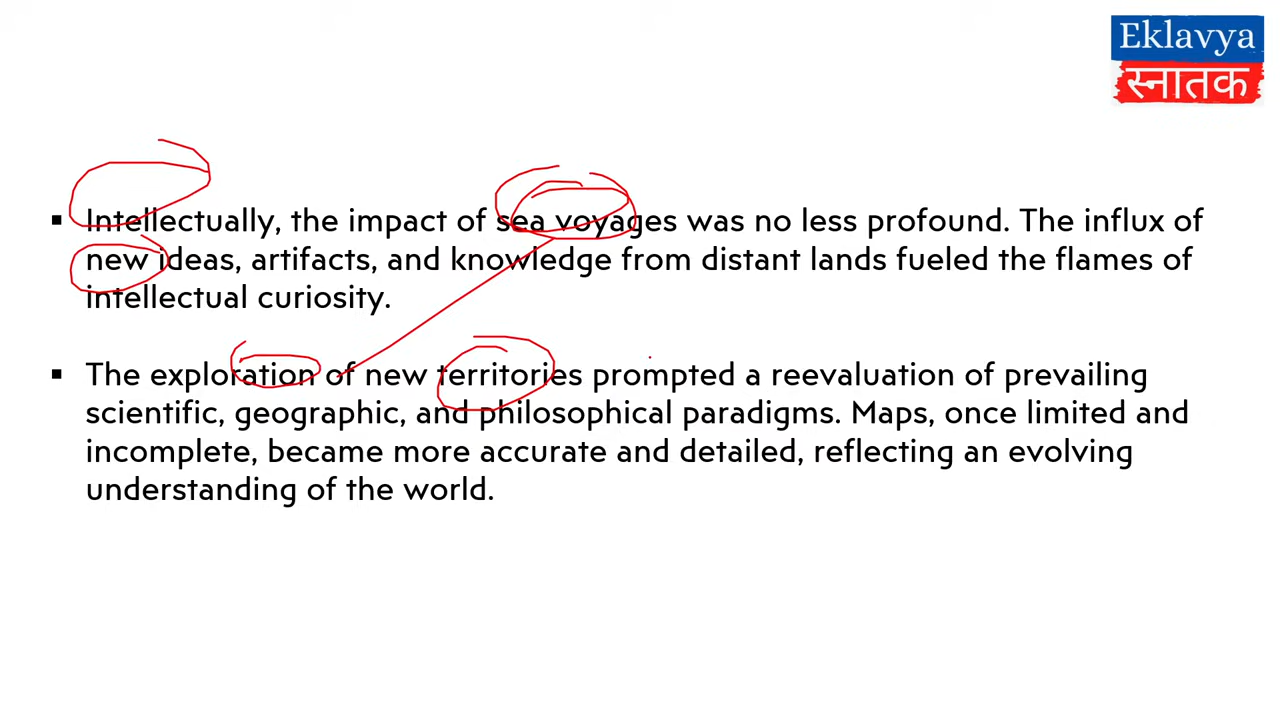 Eklavya
स्नातक
▪ Intellectually, the impact of sea voyages was no less profound. The influx of
new ideas, artifacts, and knowledge from distant lands fueled the flames of
intellectual curiosity.
▪ The exploration of new territories prompted a reevaluation of prevailing
scientific, geographic, and philosophical paradigms. Maps, once limited and
incomplete, became more accurate and detailed, reflecting an evolving
understanding of the world.